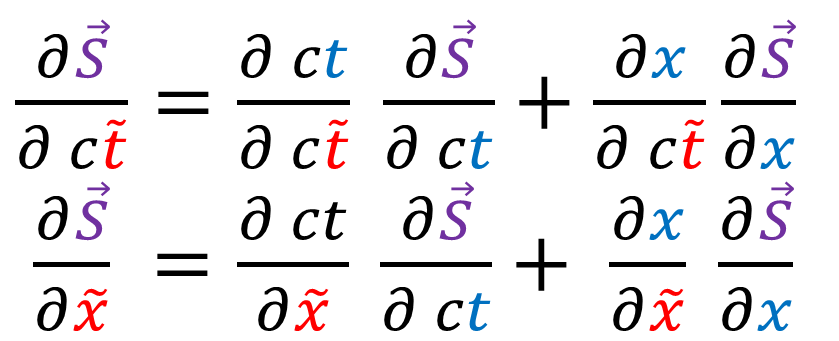 ∂S⃗/∂ct̃ = ∂ct/∂ct̃ ∂S⃗/∂ct + ∂x/∂ct̃ ∂S⃗/∂x
∂S⃗/∂x̃ = ∂ct/∂x̃ ∂S⃗/∂ct + ∂x/∂x̃ ∂S⃗/∂x